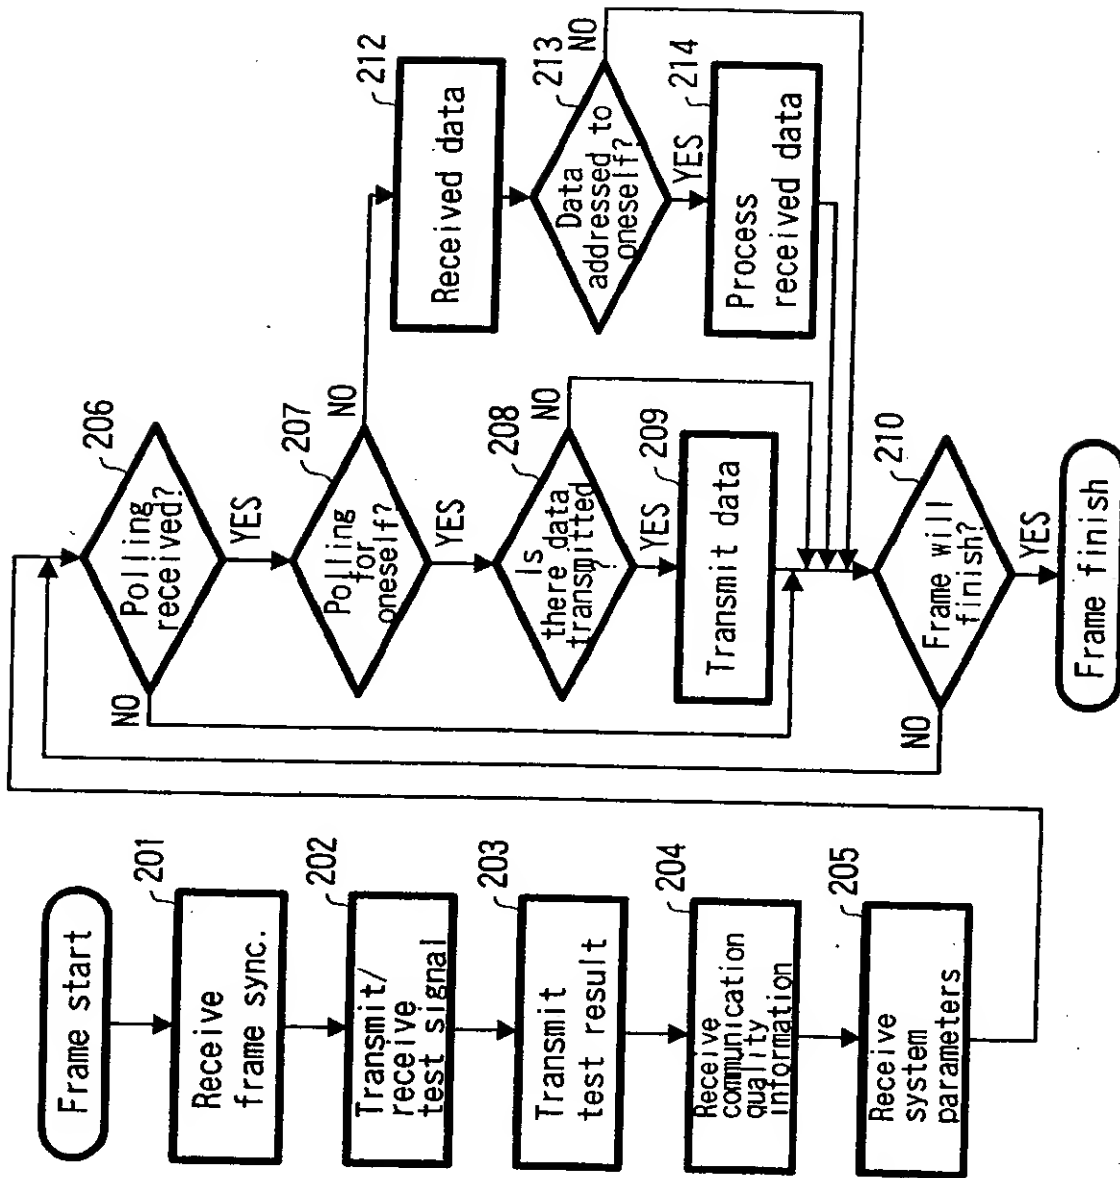 Frame start
201
Receive
frame sync.
202
Transmit/
receive
test signal
203
Transmit
test result
204
Receive
communication
quality
information
205
Receive
system
parameters
206
Polling
received?
NO
YES
207
Polling
for
oneself?
NO
YES
208
Is
there data
transmitted
NO
YES
209
Transmit data
210
Frame will
finish?
NO
YES
Frame finish
212
Received data
213
Data
addressed to
oneself?
NO
YES
214
Process
received data